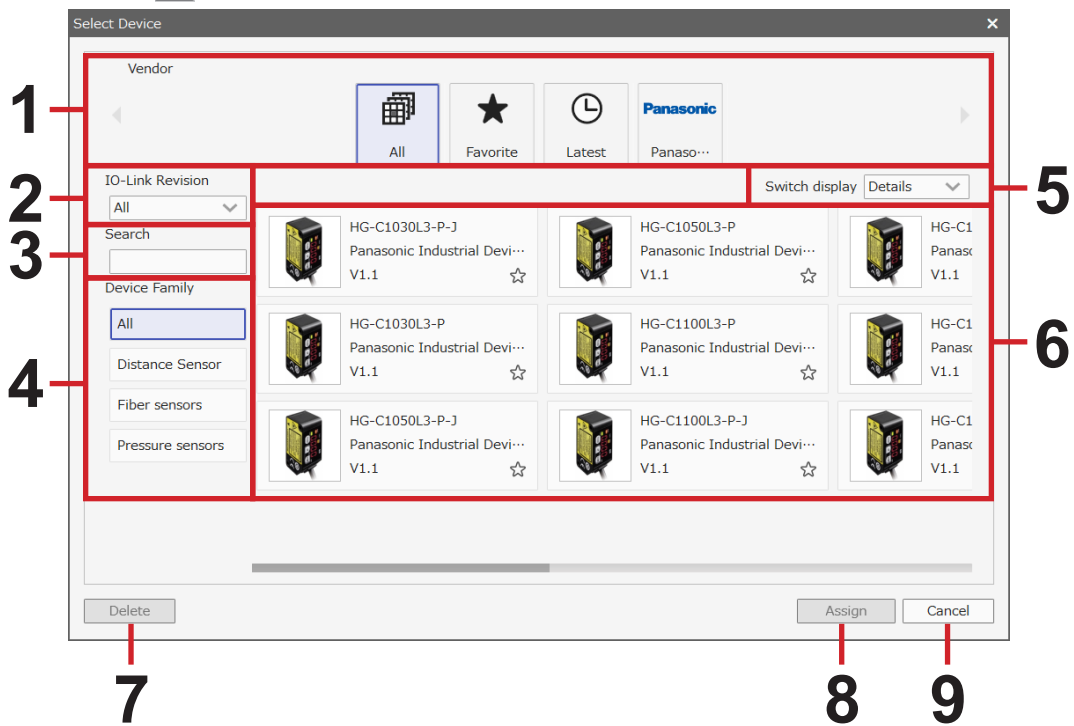 Select Device
1
Vendor
Panasonic
All
Favorite
Latest
Panaso···
2
IO-Link Revision
All
Switch display
Details
5
3
Search
4
Device Family
All
Distance Sensor
Fiber sensors
Pressure sensors
HG-C1030L3-P-J
Panasonic Industrial Devi···
V1.1
HG-C1050L3-P
Panasonic Industrial Devi···
V1.1
HG-C1
Panas
V1.1
HG-C1030L3-P
Panasonic Industrial Devi···
V1.1
HG-C1100L3-P
Panasonic Industrial Devi···
V1.1
HG-C1
Panas
V1.1
6
HG-C1050L3-P-J
Panasonic Industrial Devi···
V1.1
HG-C1100L3-P-J
Panasonic Industrial Devi···
V1.1
HG-C1
Panas
V1.1
Delete
Assign
Cancel
7
8
9